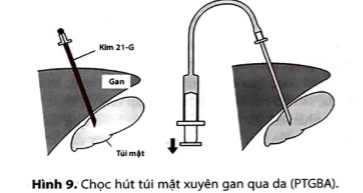 Kim 21-G
Gan
Túi mật
Hình 9. Chọc hút túi mật xuyên gan qua da (PTGBA).